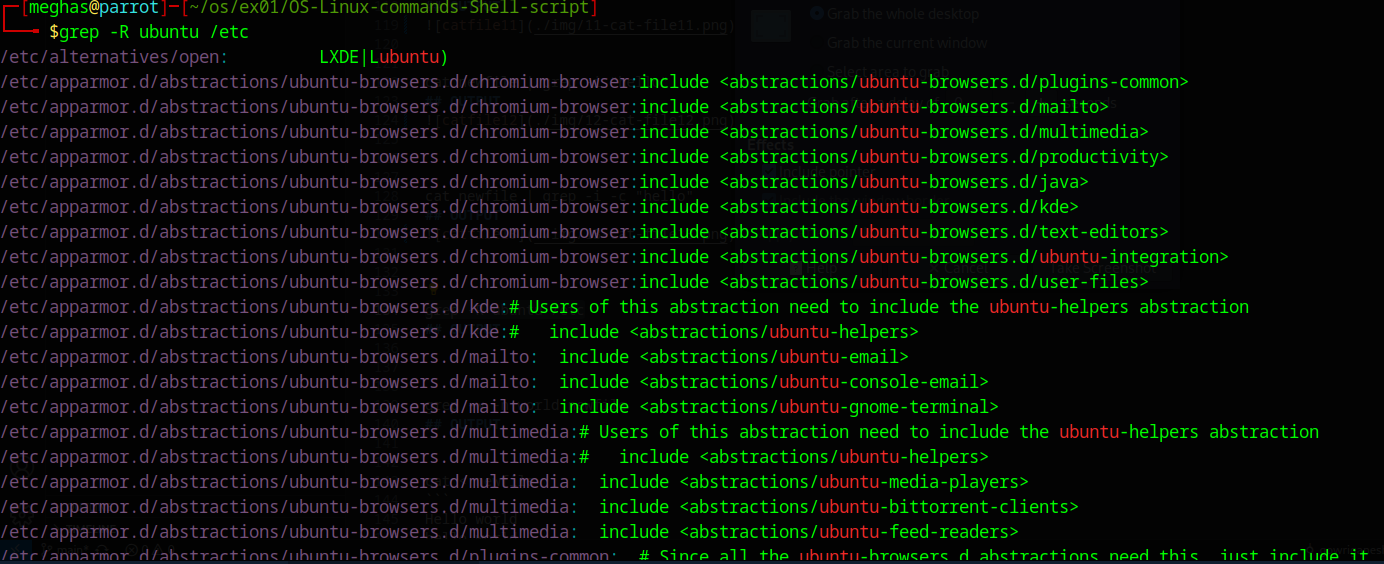 [meghas@parrot]─[~/os/ex01/OS-Linux-commands-Shell-script]
$grep -R ubuntu /etc
/etc/alternatives/open:         LXDE|Lubuntu)
/etc/apparmor.d/abstractions/ubuntu-browsers.d/chromium-browser:include <abstractions/ubuntu-browsers.d/plugins-common>
/etc/apparmor.d/abstractions/ubuntu-browsers.d/chromium-browser:include <abstractions/ubuntu-browsers.d/mailto>
/etc/apparmor.d/abstractions/ubuntu-browsers.d/chromium-browser:include <abstractions/ubuntu-browsers.d/multimedia>
/etc/apparmor.d/abstractions/ubuntu-browsers.d/chromium-browser:include <abstractions/ubuntu-browsers.d/productivity>
/etc/apparmor.d/abstractions/ubuntu-browsers.d/chromium-browser:include <abstractions/ubuntu-browsers.d/java>
/etc/apparmor.d/abstractions/ubuntu-browsers.d/chromium-browser:include <abstractions/ubuntu-browsers.d/kde>
/etc/apparmor.d/abstractions/ubuntu-browsers.d/chromium-browser:include <abstractions/ubuntu-browsers.d/text-editors>
/etc/apparmor.d/abstractions/ubuntu-browsers.d/chromium-browser:include <abstractions/ubuntu-browsers.d/ubuntu-integration>
/etc/apparmor.d/abstractions/ubuntu-browsers.d/chromium-browser:include <abstractions/ubuntu-browsers.d/user-files>
/etc/apparmor.d/abstractions/ubuntu-browsers.d/kde:# Users of this abstraction need to include the ubuntu-helpers abstraction
/etc/apparmor.d/abstractions/ubuntu-browsers.d/kde:#   include <abstractions/ubuntu-helpers>
/etc/apparmor.d/abstractions/ubuntu-browsers.d/mailto:  include <abstractions/ubuntu-email>
/etc/apparmor.d/abstractions/ubuntu-browsers.d/mailto:  include <abstractions/ubuntu-console-email>
/etc/apparmor.d/abstractions/ubuntu-browsers.d/mailto:  include <abstractions/ubuntu-gnome-terminal>
/etc/apparmor.d/abstractions/ubuntu-browsers.d/multimedia:# Users of this abstraction need to include the ubuntu-helpers abstraction
/etc/apparmor.d/abstractions/ubuntu-browsers.d/multimedia:#   include <abstractions/ubuntu-helpers>
/etc/apparmor.d/abstractions/ubuntu-browsers.d/multimedia:  include <abstractions/ubuntu-media-players>
/etc/apparmor.d/abstractions/ubuntu-browsers.d/multimedia:  include <abstractions/ubuntu-bittorrent-clients>
/etc/apparmor.d/abstractions/ubuntu-browsers.d/multimedia:  include <abstractions/ubuntu-feed-readers>
/etc/apparmor.d/abstractions/ubuntu-browsers.d/plugins-common:  # Since all the ubuntu-browsers.d abstractions need this, just include it
Grab the whole desktop
Grab the current window